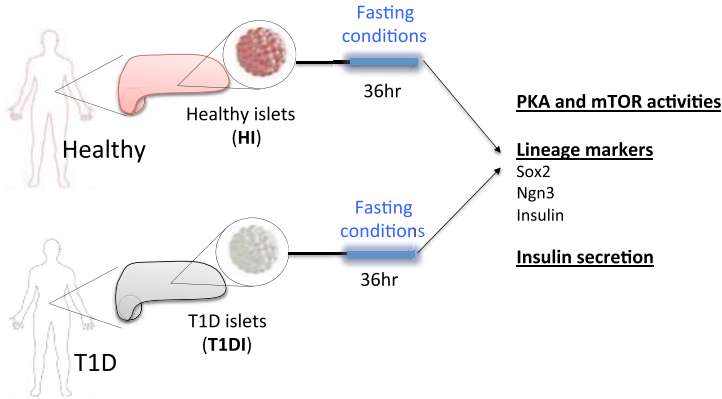 Fasting
conditions
36hr
Healthy islets
(HI)
Healthy
PKA and mTOR activities
Lineage markers
Sox2
Ngn3
Insulin
Insulin secretion
Fasting
conditions
36hr
T1D islets
(T1DI)
T1D